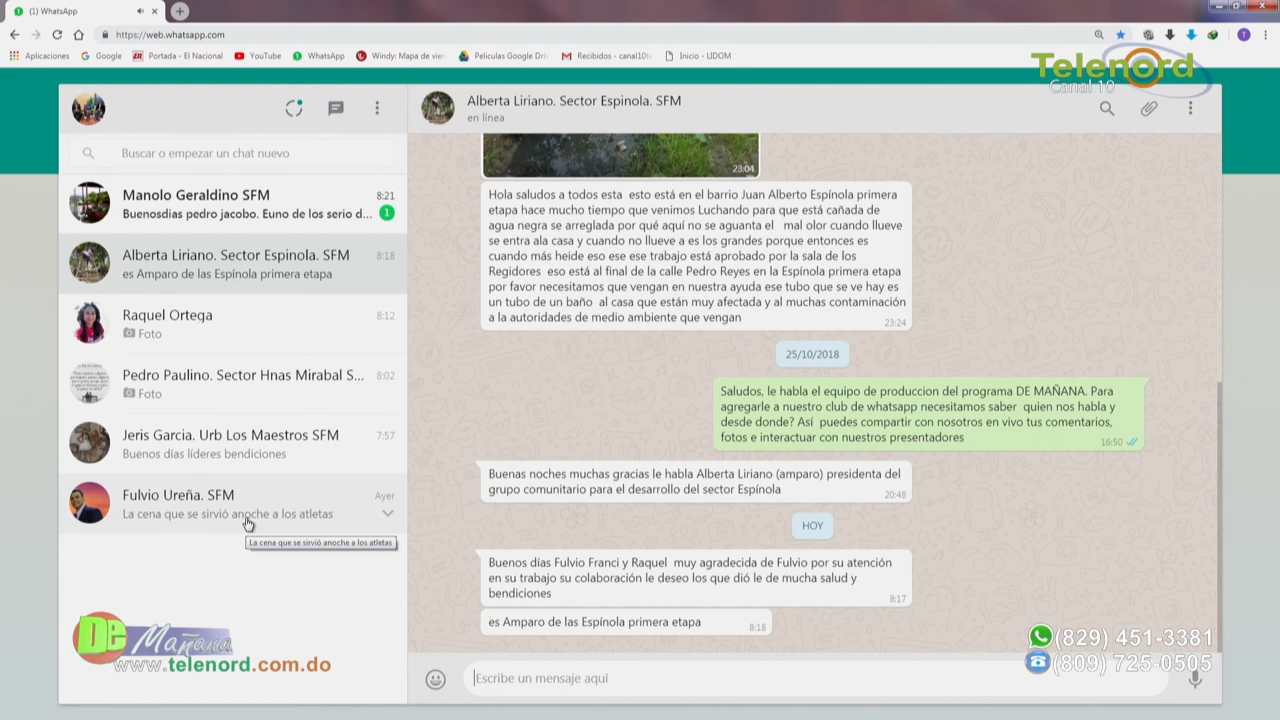 (1) WhatsApp
https://web.whatsapp.com
Aplicaciones
Google
Portada - El Nacional
YouTube
WhatsApp
Windy: Mapa de vien
Peliculas Google Dri
Recibidos - canal10t
Inicio - LIDOM
T
Telenord
Canal 10
Alberta Liriano. Sector Espinola. SFM
en línea
Buscar o empezar un chat nuevo
Manolo Geraldino SFM
8:21
Buenosdias pedro jacobo. Euno de los serio d...
1
Alberta Liriano. Sector Espinola. SFM
8:18
es Amparo de las Espínola primera etapa
Raquel Ortega
8:12
Foto
Pedro Paulino. Sector Hnas Mirabal S...
8:02
Foto
Jeris Garcia. Urb Los Maestros SFM
7:57
Buenos días líderes bendiciones
Fulvio Ureña. SFM
Ayer
La cena que se sirvió anoche a los atletas
La cena que se sirvió anoche a los atletas
23:04
Hola saludos a todos esta esto está en el barrio Juan Alberto Espínola primera
etapa hace mucho tiempo que venimos Luchando para que está cañada de
agua negra se arreglada por qué aquí no se aguanta el mal olor cuando llueve
se entra ala casa y cuando no llueve a es los grandes porque entonces es
cuando más heide eso ese ese trabajo está aprobado por la sala de los
Regidores eso está al final de la calle Pedro Reyes en la Espínola primera etapa
por favor necesitamos que vengan en nuestra ayuda ese tubo que se ve hay es
un tubo de un baño al casa que están muy afectada y al muchas contaminación
a la autoridades de medio ambiente que vengan
23:24
25/10/2018
Saludos, le habla el equipo de produccion del programa DE MAÑANA. Para
agregarle a nuestro club de whatsapp necesitamos saber quien nos habla y
desde donde? Así puedes compartir con nosotros en vivo tus comentarios,
fotos e interactuar con nuestros presentadores
16:50
Buenas noches muchas gracias le habla Alberta Liriano (amparo) presidenta del
grupo comunitario para el desarrollo del sector Espínola
20:48
HOY
Buenos días Fulvio Franci y Raquel muy agradecida de Fulvio por su atención
en su trabajo su colaboración le deseo los que dió le de mucha salud y
bendiciones
8:17
es Amparo de las Espínola primera etapa
8:18
Escribe un mensaje aquí
De Mañana
www.telenord.com.do
(829) 451-3381
(809) 725-0505